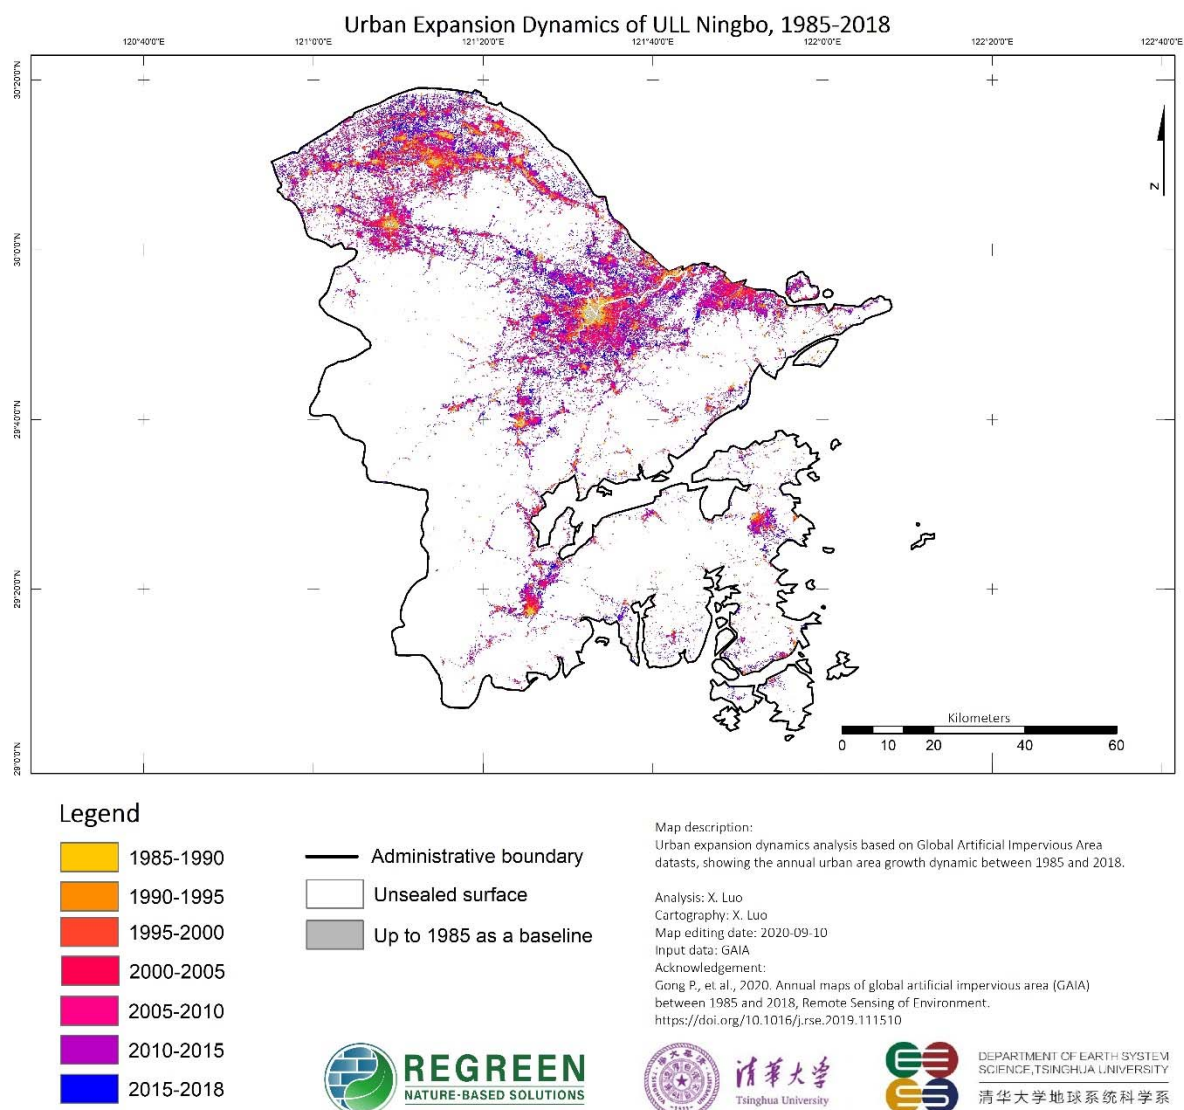 Urban Expansion Dynamics of ULL Ningbo, 1985-2018
120°40'0"E
121°0'0"E
121°20'0"E
121°40'0"E
122°0'0"E
122°20'0"E
122°40'0"E
30°20'0"N
30°0'0"N
29°40'0"N
29°20'0"N
29°0'0"N
N
Kilometers
0 10 20 40 60
Legend
1985-1990
1990-1995
1995-2000
2000-2005
2005-2010
2010-2015
2015-2018
Administrative boundary
Unsealed surface
Up to 1985 as a baseline
Map description:
Urban expansion dynamics analysis based on Global Artificial Impervious Area
datasts, showing the annual urban area growth dynamic between 1985 and 2018.
Analysis: X. Luo
Cartography: X. Luo
Map editing date: 2020-09-10
Input data: GAIA
Acknowledgement:
Gong P., et al., 2020. Annual maps of global artificial impervious area (GAIA)
between 1985 and 2018, Remote Sensing of Environment.
https://doi.org/10.1016/j.rse.2019.111510
REGREEN
NATURE-BASED SOLUTIONS
清華大学
Tsinghua University
DEPARTMENT OF EARTH SYSTEM
SCIENCE,TSINGHUA UNIVERSITY
清华大学地球系统科学系